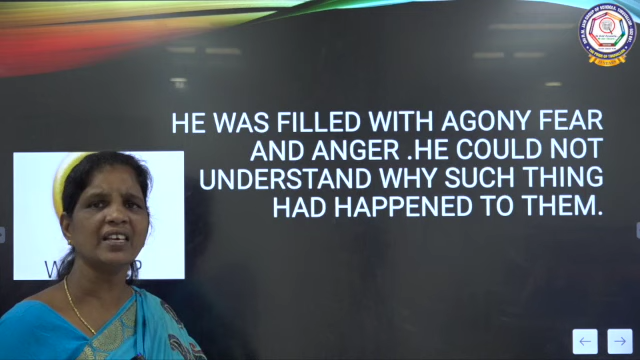 HE WAS FILLED WITH AGONY FEAR
AND ANGER .HE COULD NOT
UNDERSTAND WHY SUCH THING
HAD HAPPENED TO THEM.